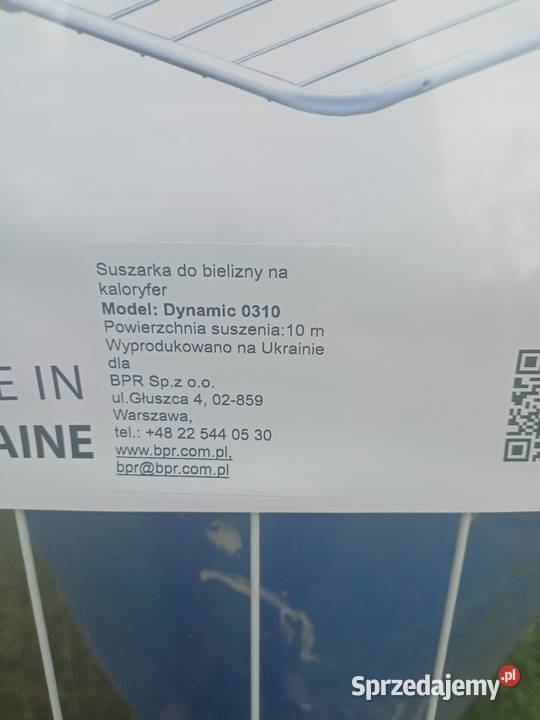 Suszarka do bielizny na
kaloryfer
Model: Dynamic 0310
Powierzchnia suszenia:10 m
Wyprodukowano na Ukrainie
dla
BPR Sp.z o.o.
ul.Głuszca 4, 02-859
Warszawa,
tel.: +48 22 544 05 30
www.bpr.com.pl,
bpr@bpr.com.pl
E IN
AINE
Sprzedajemy.pl